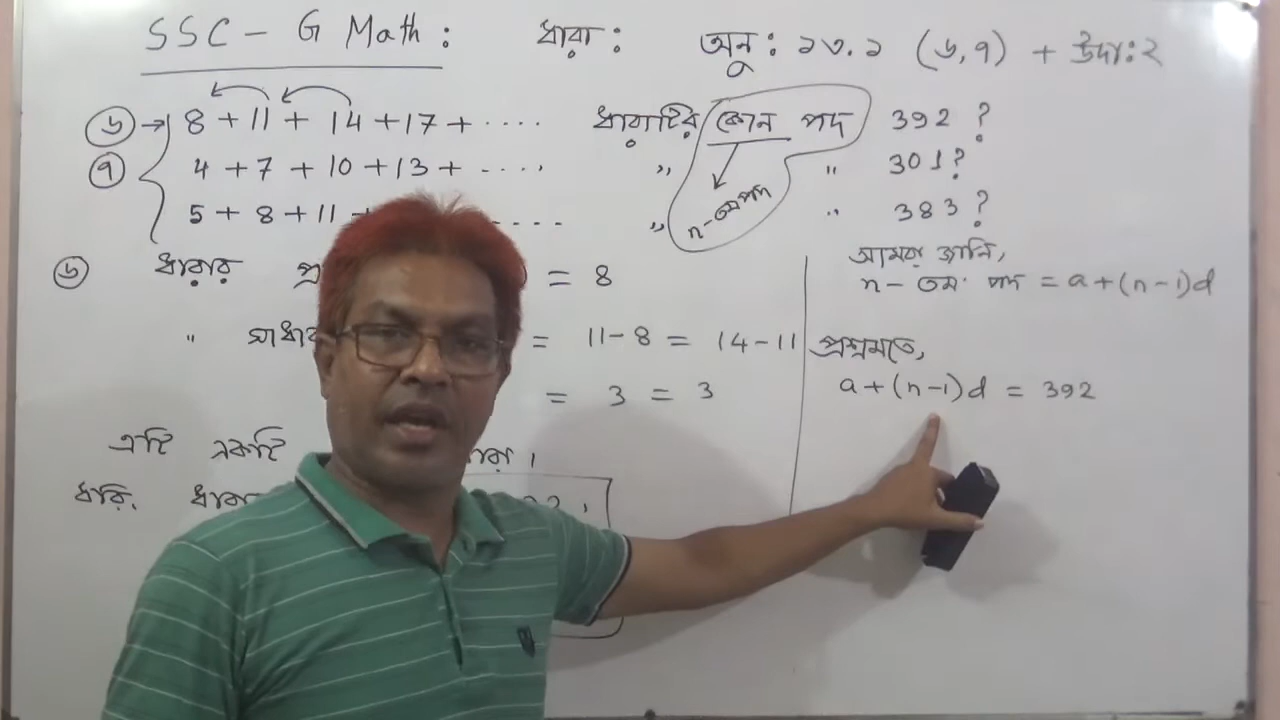 SSC - G Math : ধারা : অনু : ১৩.১ (৬,৭) + উদা:২
৬ → 8 + 11 + 14 + 17 + .... ধারাটির কোন পদ 392 ?
৭ 4 + 7 + 10 + 13 + .... " " 301?
5 + 8 + 11 .... " n-তম পদ " 383 ?
৬ ধারার = 8
" = 11 - 8 = 14 - 11
= 3 = 3
এটি একটি
ধরি,
আমরা জানি,
n - তম পদ = a + (n-1)d
প্রশ্নমতে,
a + (n-1)d = 392